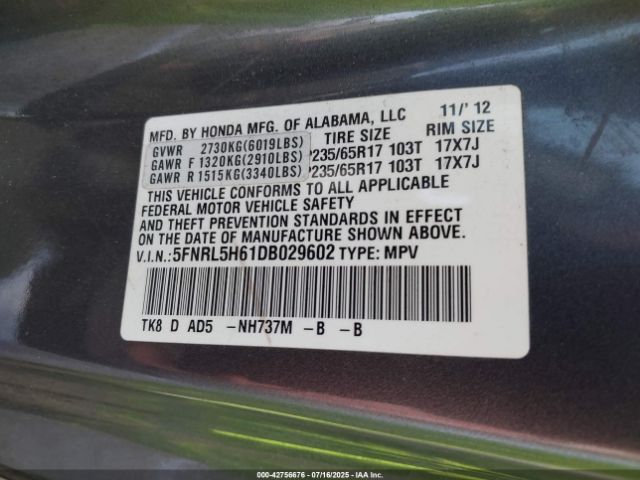 MFD. BY HONDA MFG. OF ALABAMA, LLC 11/' 12
GVWR 2730KG(6019LBS) TIRE SIZE RIM SIZE
GAWR F 1320KG(2910LBS) P235/65R17 103T 17X7J
GAWR R 1515KG(3340LBS) P235/65R17 103T 17X7J
THIS VEHICLE CONFORMS TO ALL APPLICABLE
FEDERAL MOTOR VEHICLE SAFETY
AND THEFT PREVENTION STANDARDS IN EFFECT
ON DATE OF MANUFACTURE SHOWN ABOVE.
V.I.N.:5FNRL5H61DB029602 TYPE: MPV
TK8 D AD5 -NH737M -B -B
000-42756676 - 07/16/2025 - IAA Inc.